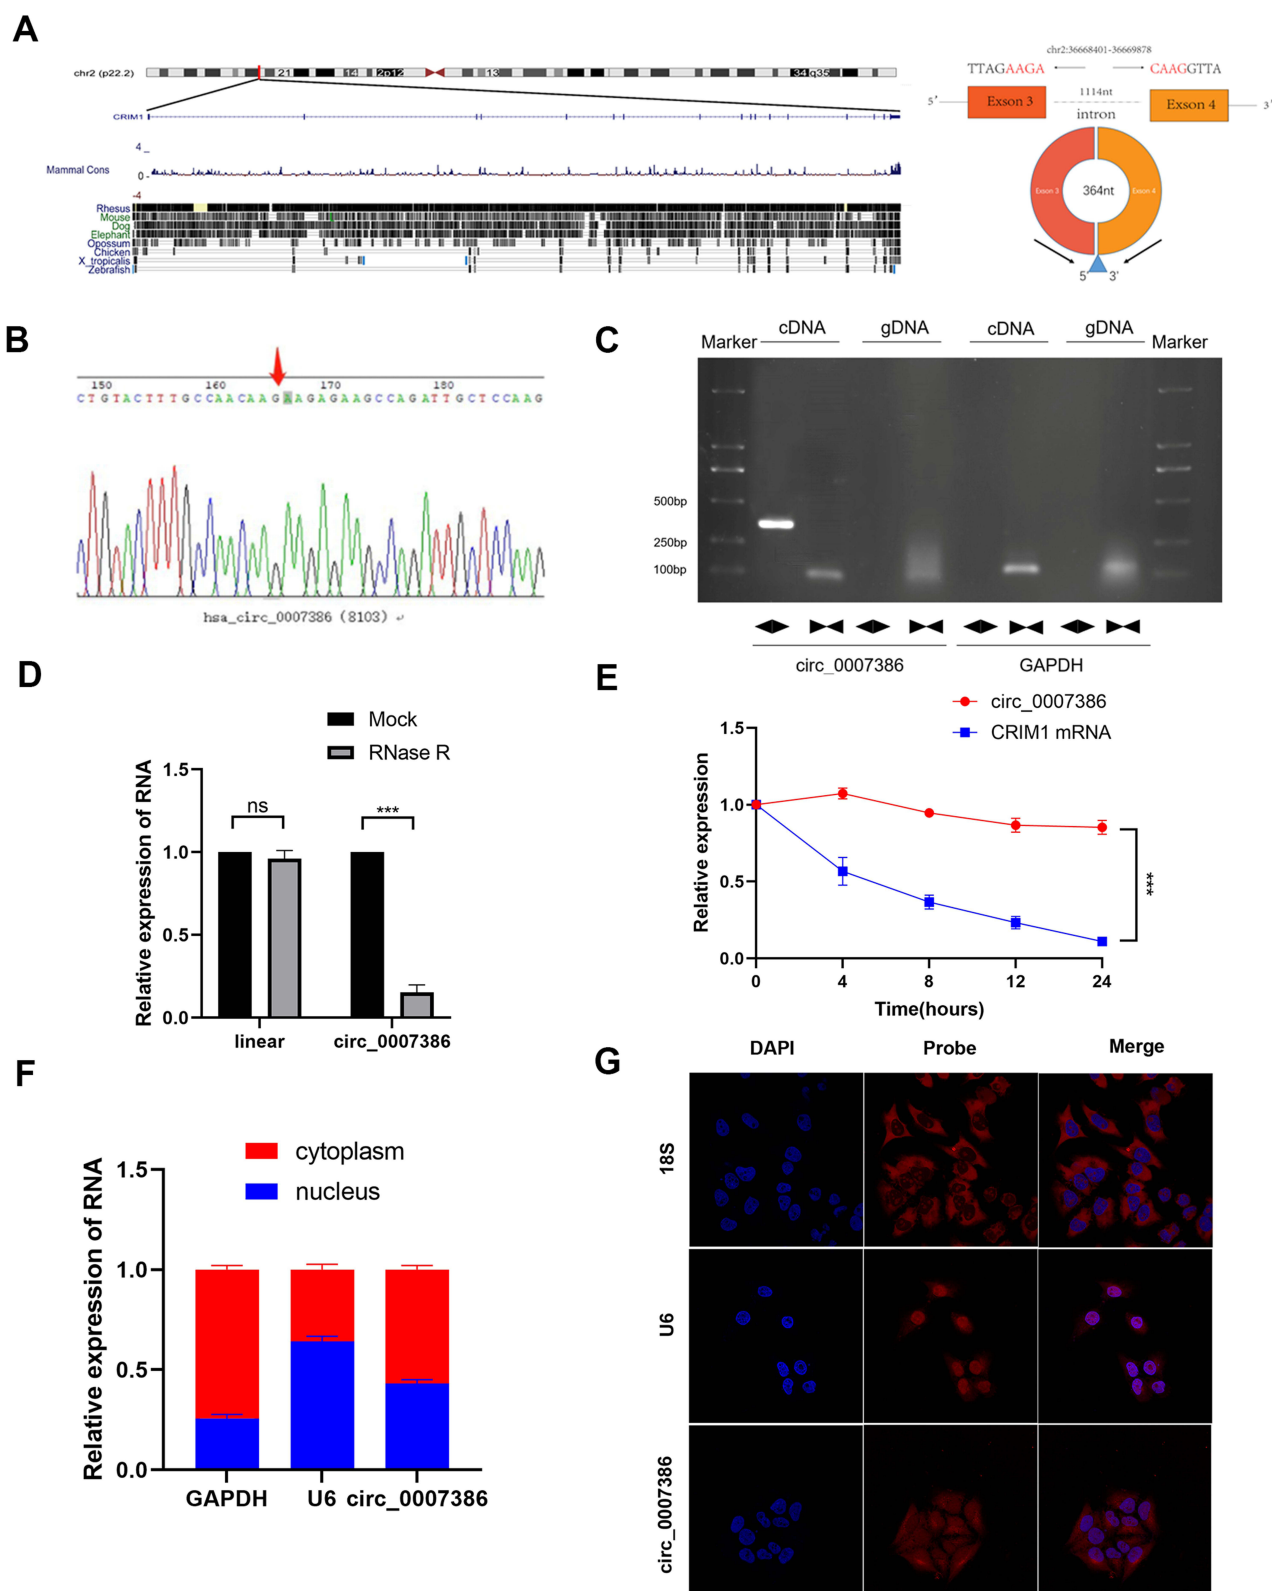 A
chr2 (p22.2)
21
14
2p12
13
34
q35
CRIM1
4
Mammal Cons
0
-4
Rhesus
Mouse
Dog
Elephant
Opossum
Chicken
X_tropicalis
Zebrafish
chr2:36668401-36669878
TTAGAAGA
CAAGGTTA
5′
Exson 3
1114nt
intron
Exson 4
3′
Exon 3
364nt
Exon 4
5′
3′
B
150 160 170 180
CTGTACTTTGCCAACAAGAAGAGAAGCCAGATTGCTCCAAG
hsa_circ_0007386 (8103)
C
Marker cDNA gDNA cDNA gDNA Marker
500bp
250bp
100bp
circ_0007386 GAPDH
D
Mock
RNase R
Relative expression of RNA
1.5
1.0
0.5
0.0
ns
***
linear circ_0007386
E
circ_0007386
CRIM1 mRNA
Relative expression
1.5
1.0
0.5
0.0
***
0 4 8 12 24
Time(hours)
F
cytoplasm
nucleus
Relative expression of RNA
1.5
1.0
0.5
0.0
GAPDH U6 circ_0007386
G
DAPI Probe Merge
18S
U6
circ_0007386